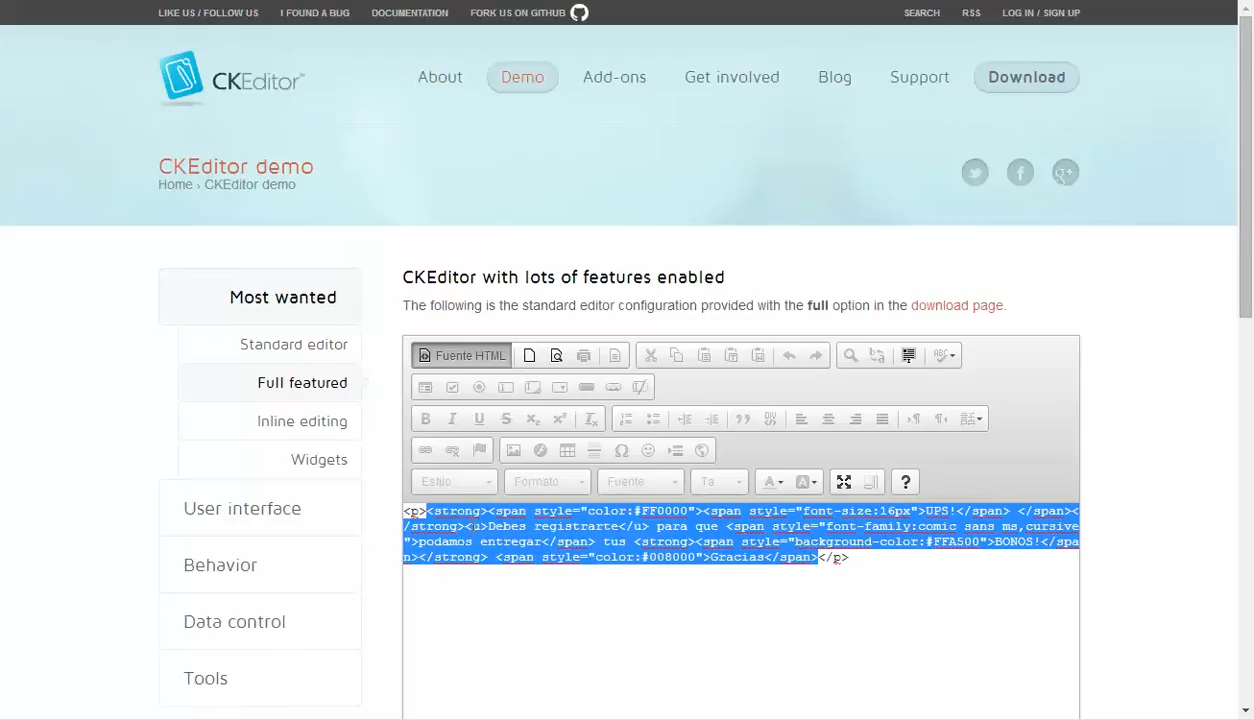 LIKE US / FOLLOW US I FOUND A BUG DOCUMENTATION FORK US ON GITHUB SEARCH RSS LOG IN / SIGN UP
CKEditor™ About Demo Add-ons Get involved Blog Support Download
CKEditor demo
Home › CKEditor demo
Most wanted
Standard editor
Full featured
Inline editing
Widgets
User interface
Behavior
Data control
Tools
CKEditor with lots of features enabled
The following is the standard editor configuration provided with the full option in the download page.
Fuente HTML
Estilo Formato Fuente Ta
<p><strong><span style="color:#FF0000"><span style="font-size:16px">UPS!</span> </span><
/strong><u>Debes registrarte</u> para que <span style="font-family:comic sans ms,cursive
">podamos entregar</span> tus <strong><span style="background-color:#FFA500">BONOS!</spa
n></strong> <span style="color:#008000">Gracias</span></p>